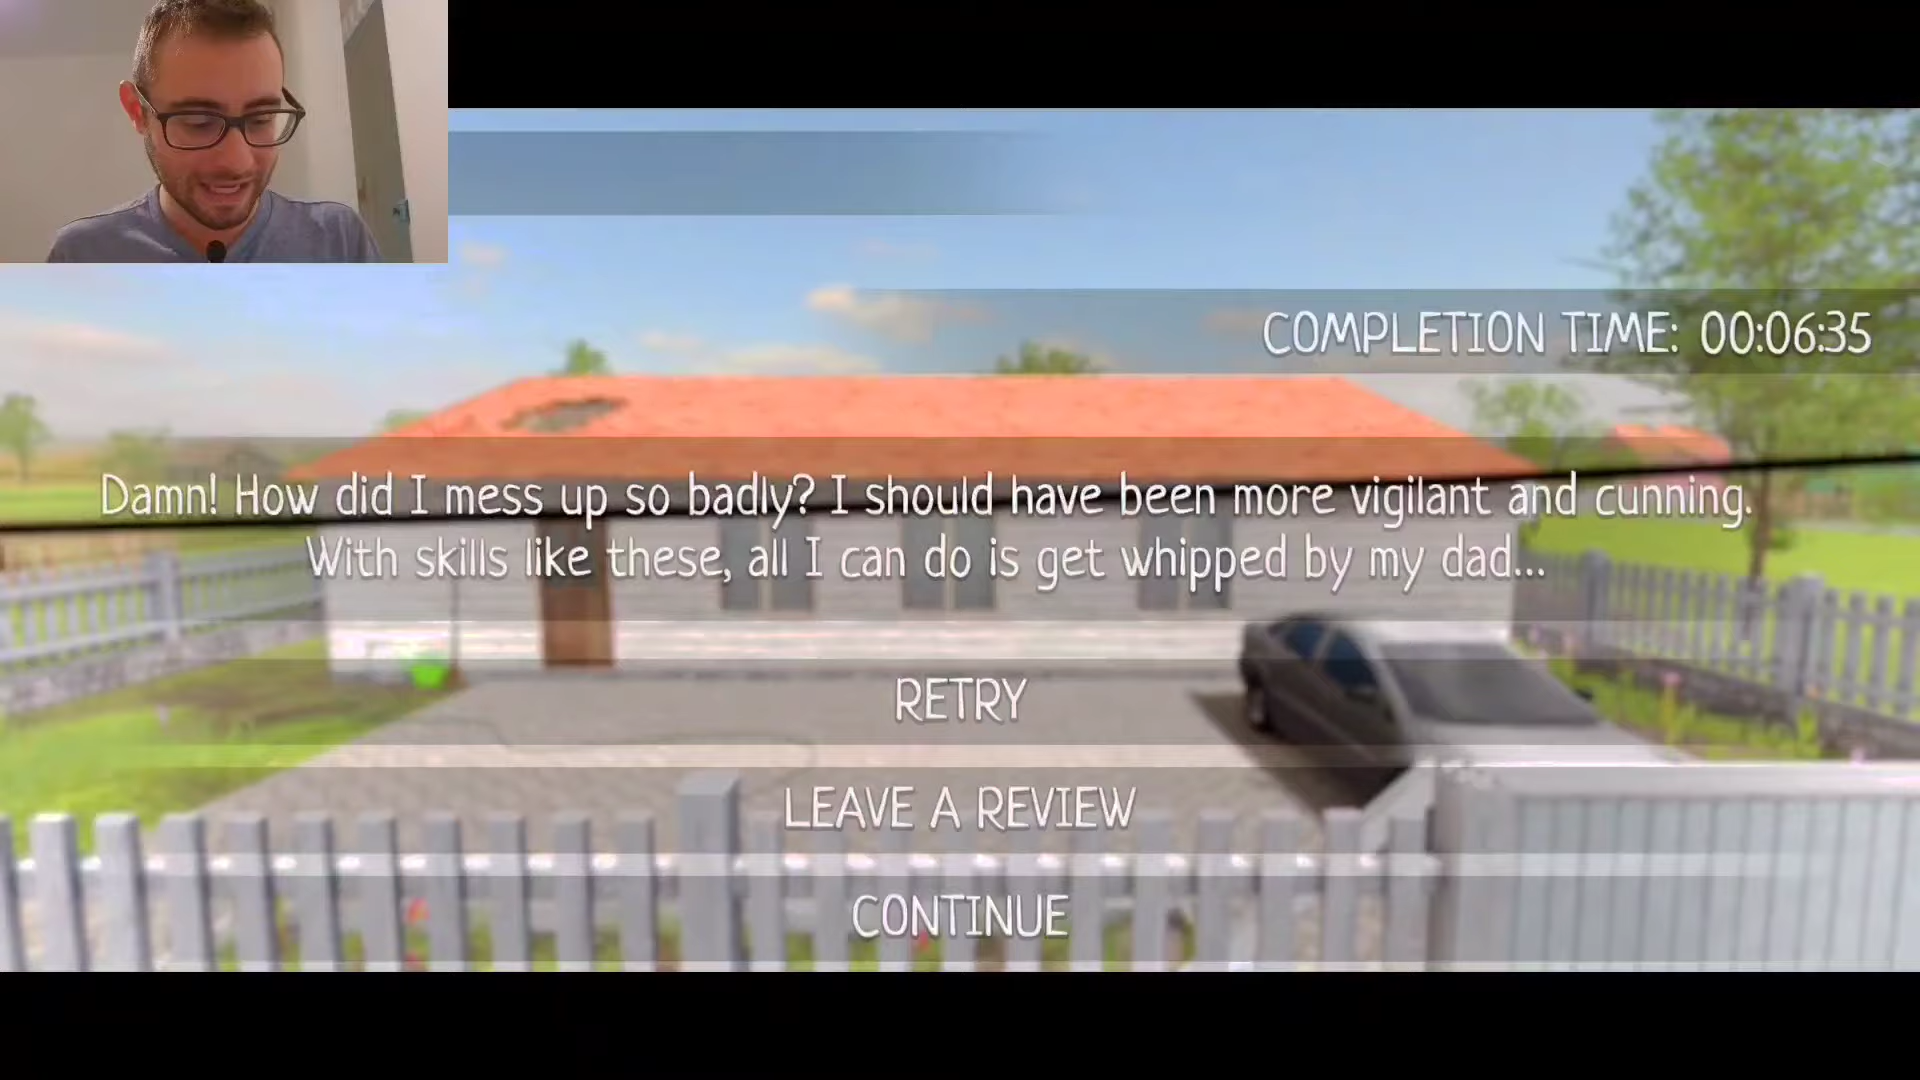 COMPLETION TIME: 00:06:35
Damn! How did I mess up so badly? I should have been more vigilant and cunning.
With skills like these, all I can do is get whipped by my dad...
RETRY
LEAVE A REVIEW
CONTINUE